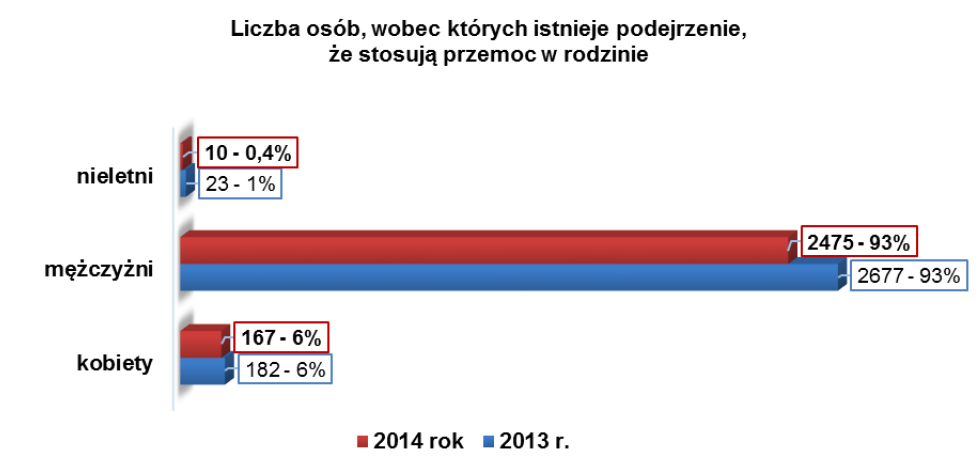 Liczba osób, wobec których istnieje podejrzenie,
że stosują przemoc w rodzinie
nieletni
10 - 0,4%
23 - 1%
mężczyżni
2475 - 93%
2677 - 93%
kobiety
167 - 6%
182 - 6%
2014 rok 2013 r.